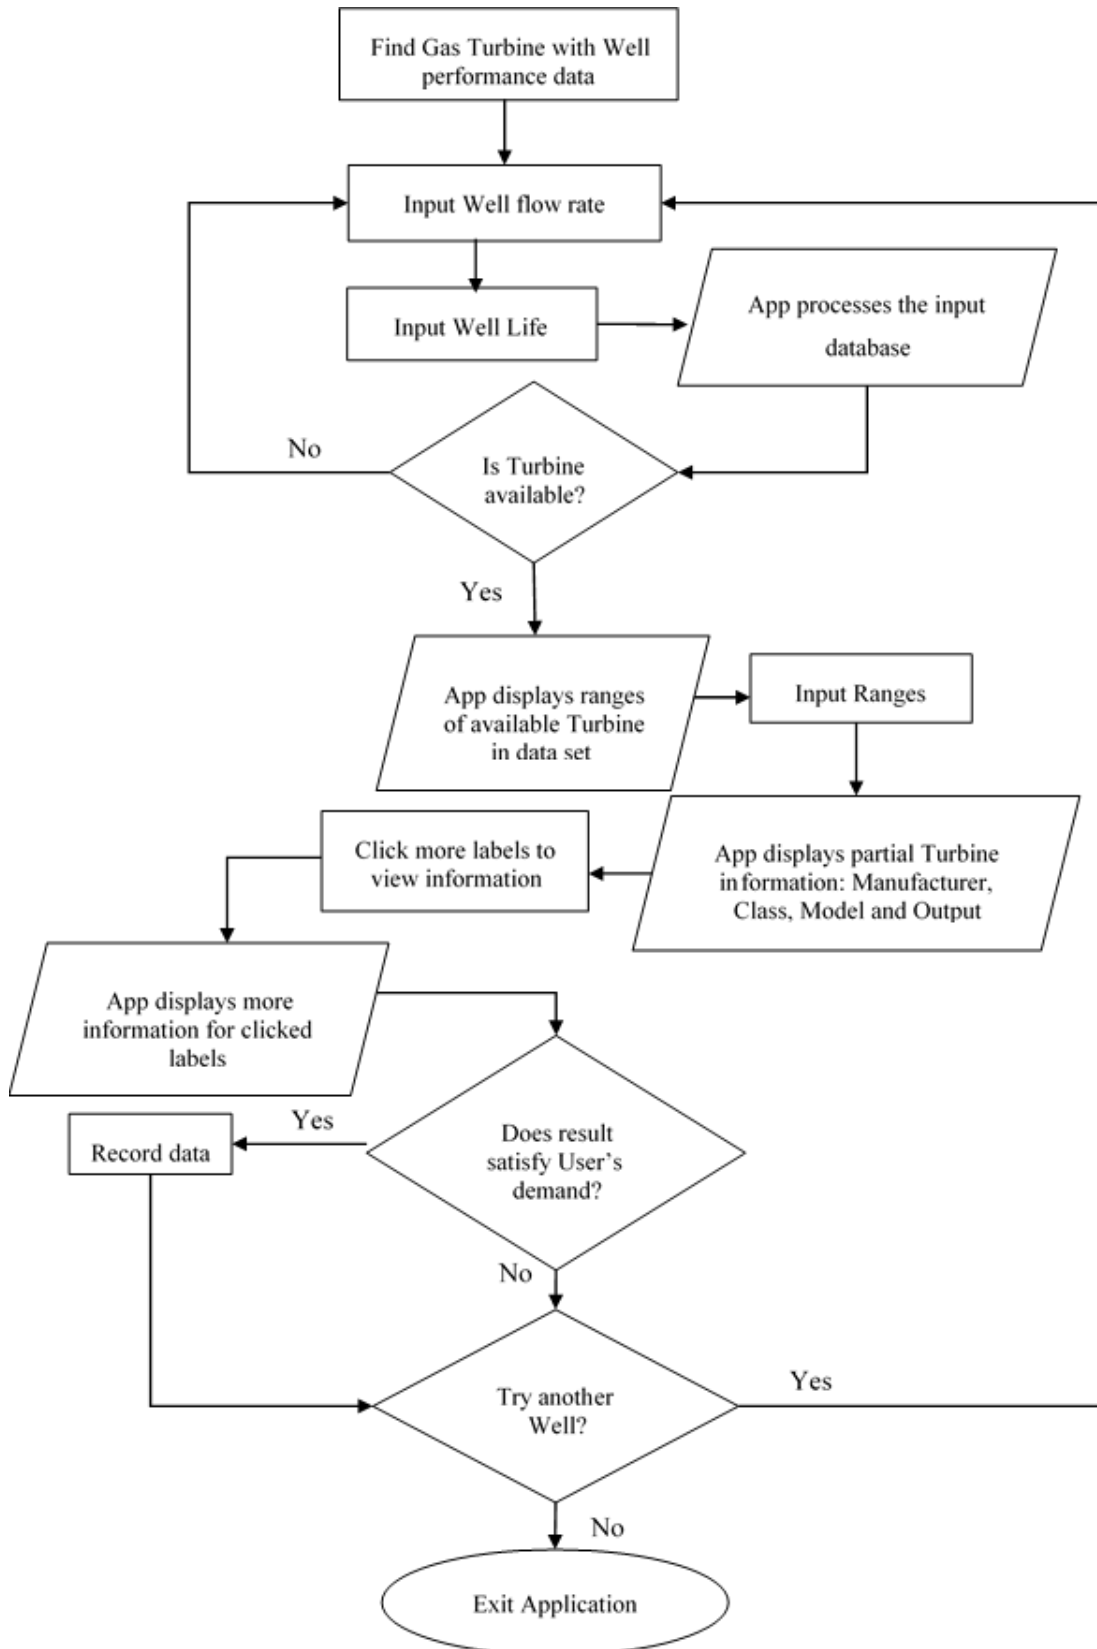 Find Gas Turbine with Well
performance data
Input Well flow rate
Input Well Life
App processes the input
database
No
Is Turbine
available?
Yes
App displays ranges
of available Turbine
in data set
Input Ranges
App displays partial Turbine
information: Manufacturer,
Class, Model and Output
Click more labels to
view information
App displays more
information for clicked
labels
Yes
Record data
Does result
satisfy User's
demand?
No
Try another
Well?
Yes
No
Exit Application